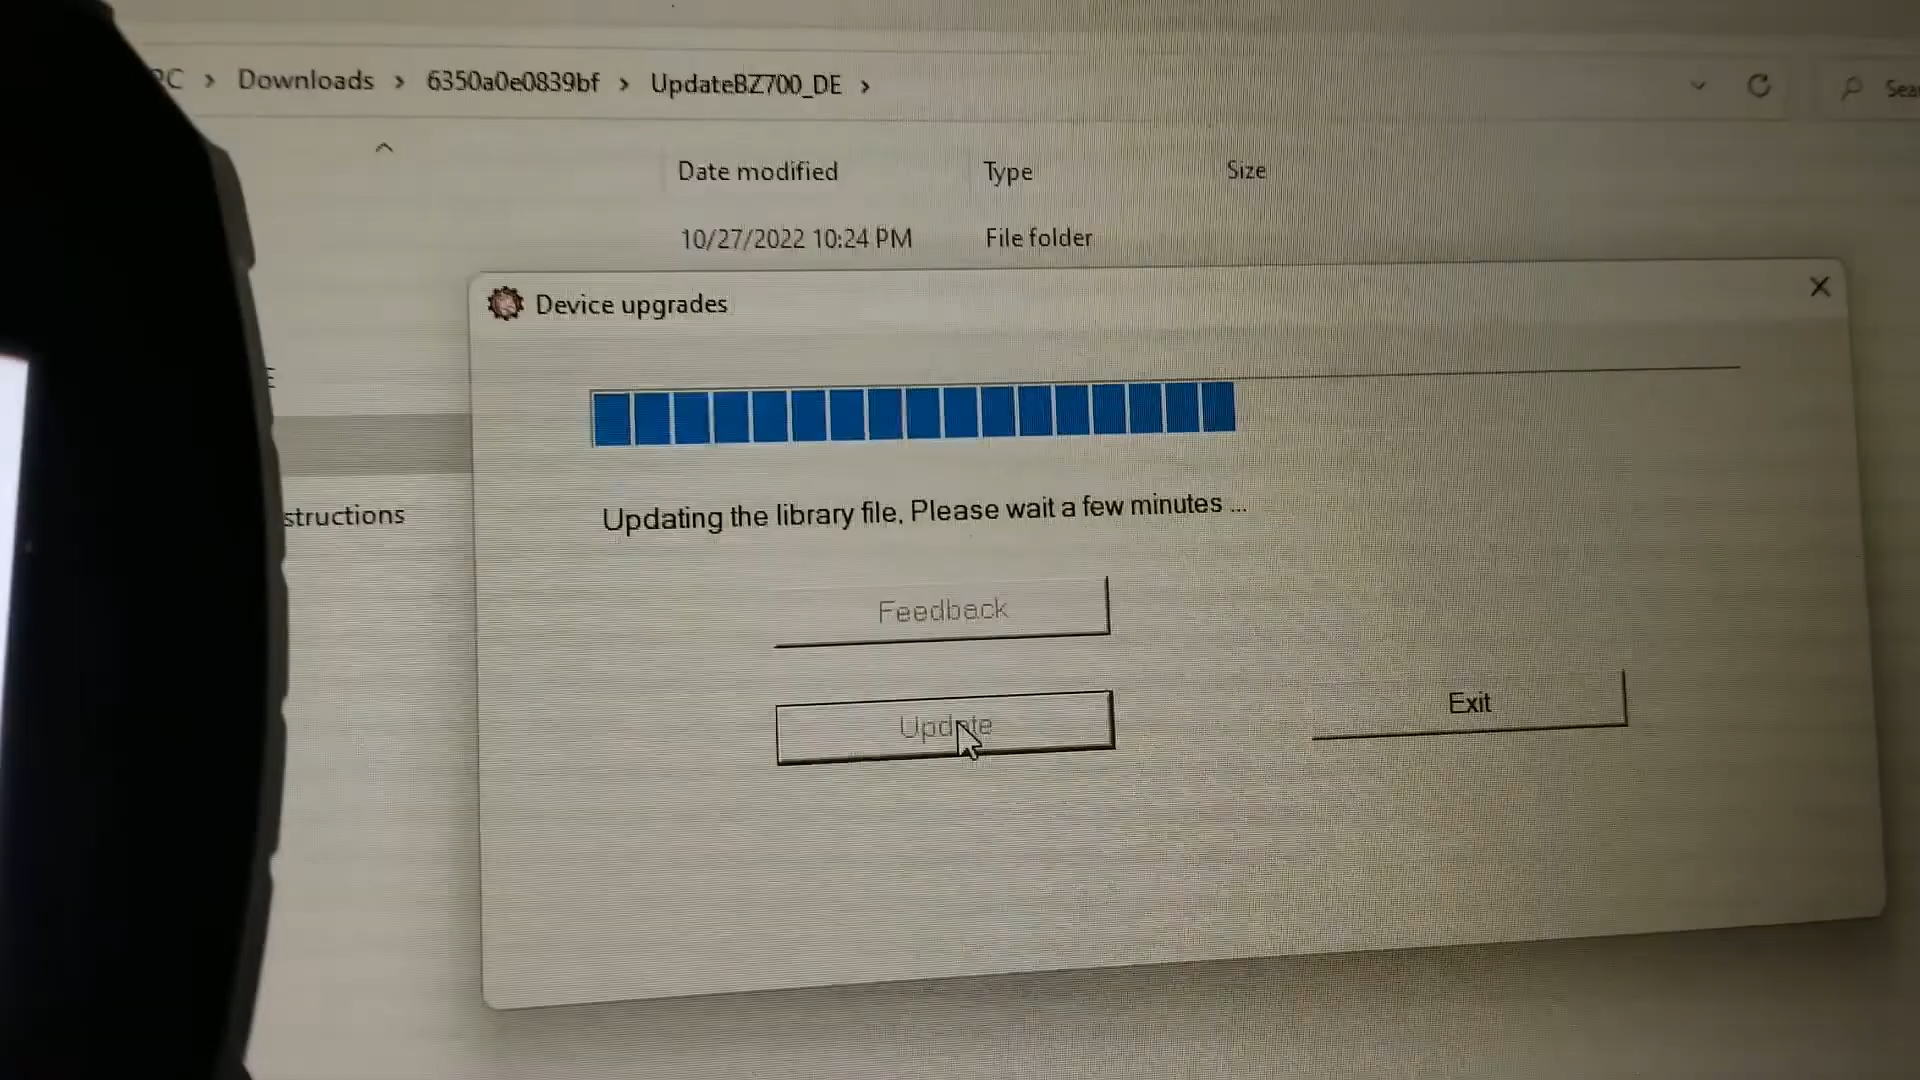 Downloads > 6350a0e0839bf > UpdateBZ700_DE >
Date modified Type Size
10/27/2022 10:24 PM File folder
Device upgrades
Updating the library file, Please wait a few minutes ...
Feedback
Update
Exit